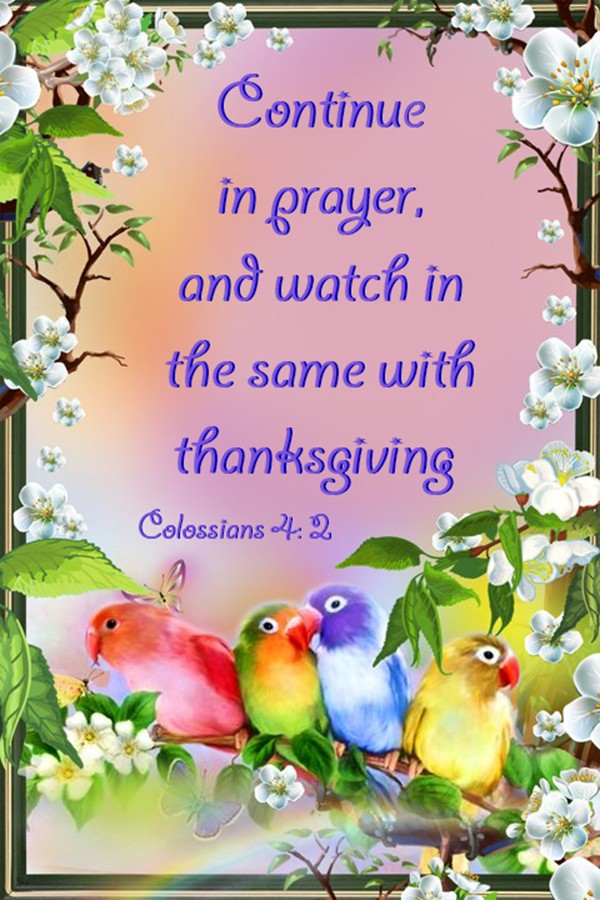 Continue
in prayer,
and watch in
the same with
thanksgiving
Colossians 4: 2